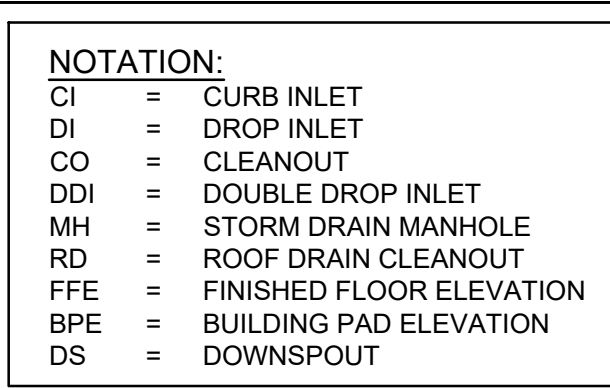 NOTATION:
CI = CURB INLET
DI = DROP INLET
CO = CLEANOUT
DDI = DOUBLE DROP INLET
MH = STORM DRAIN MANHOLE
RD = ROOF DRAIN CLEANOUT
FFE = FINISHED FLOOR ELEVATION
BPE = BUILDING PAD ELEVATION
DS = DOWNSPOUT